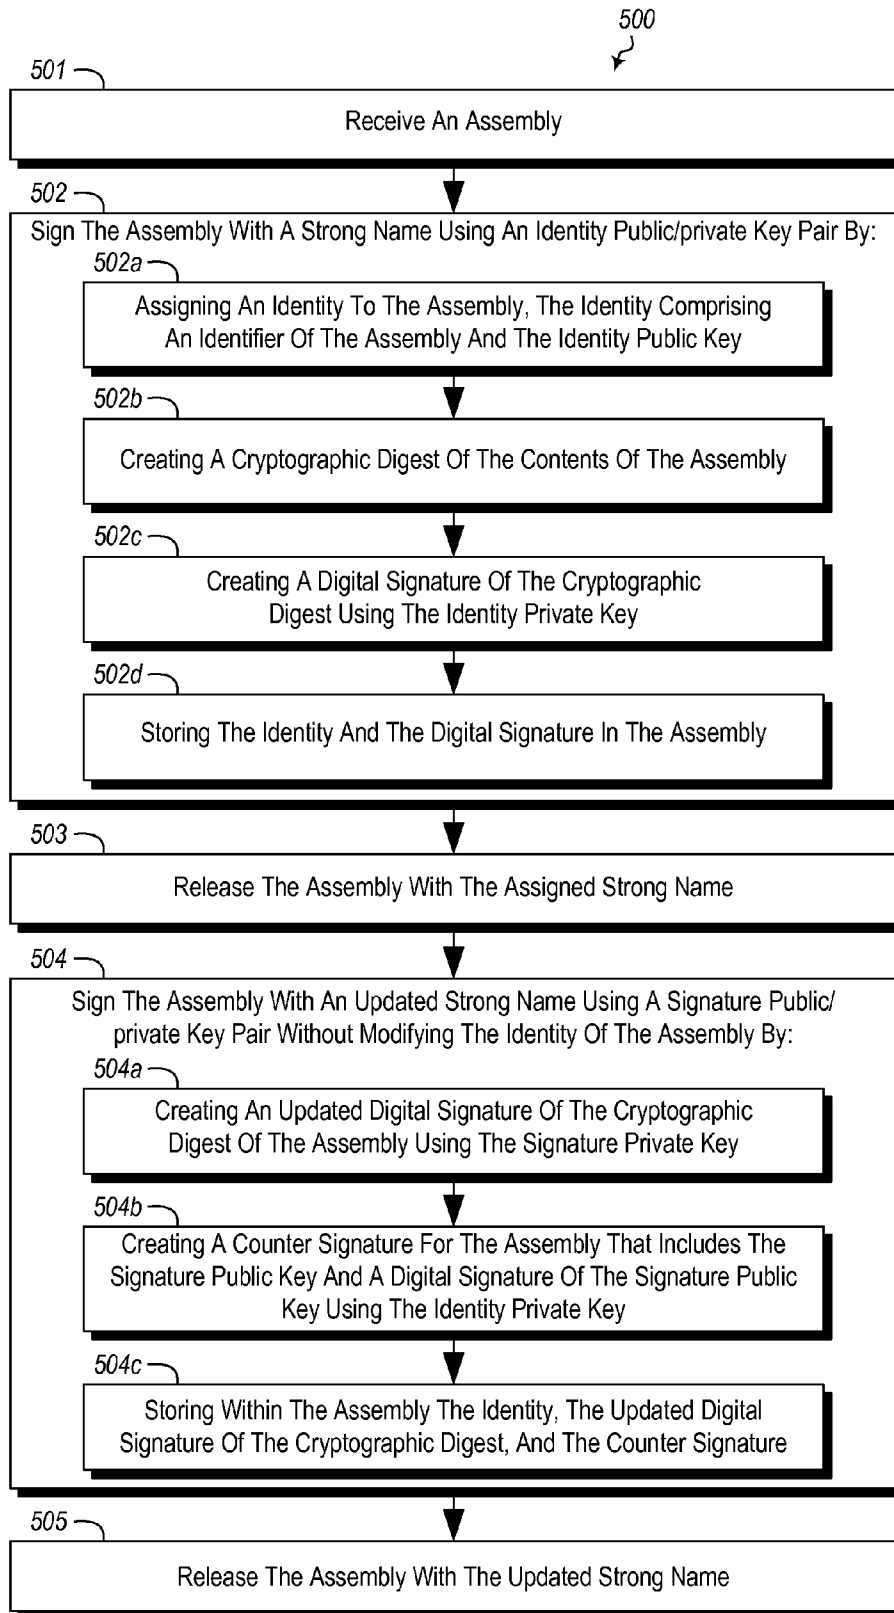 500
501
Receive An Assembly
502
Sign The Assembly With A Strong Name Using An Identity Public/private Key Pair By:
502a
Assigning An Identity To The Assembly, The Identity Comprising
An Identifier Of The Assembly And The Identity Public Key
502b
Creating A Cryptographic Digest Of The Contents Of The Assembly
502c
Creating A Digital Signature Of The Cryptographic
Digest Using The Identity Private Key
502d
Storing The Identity And The Digital Signature In The Assembly
503
Release The Assembly With The Assigned Strong Name
504
Sign The Assembly With An Updated Strong Name Using A Signature Public/
private Key Pair Without Modifying The Identity Of The Assembly By:
504a
Creating An Updated Digital Signature Of The Cryptographic
Digest Of The Assembly Using The Signature Private Key
504b
Creating A Counter Signature For The Assembly That Includes The
Signature Public Key And A Digital Signature Of The Signature Public
Key Using The Identity Private Key
504c
Storing Within The Assembly The Identity, The Updated Digital
Signature Of The Cryptographic Digest, And The Counter Signature
505
Release The Assembly With The Updated Strong Name